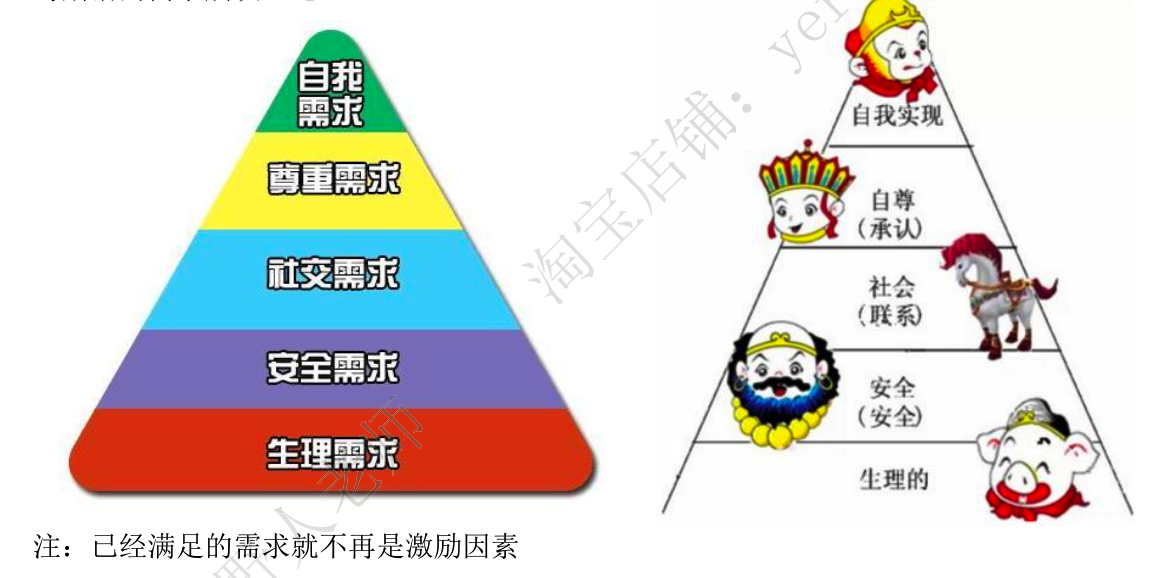 自我
需求
尊重需求
社交需求
安全需求
生理需求
自我实现
自尊
（承认）
社会
（联系）
安全
（安全）
生理的
注：已经满足的需求就不再是激励因素
淘宝店铺：yer
野人老师